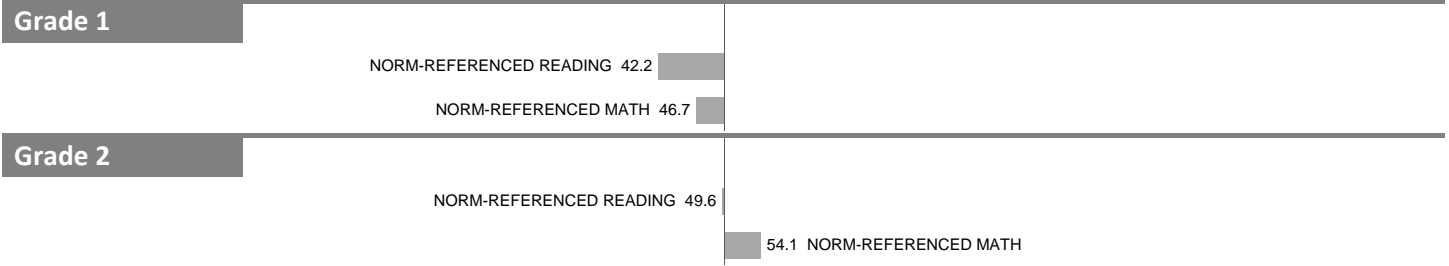 Grade 1
NORM-REFERENCED READING 42.2
NORM-REFERENCED MATH 46.7
Grade 2
NORM-REFERENCED READING 49.6
54.1 NORM-REFERENCED MATH